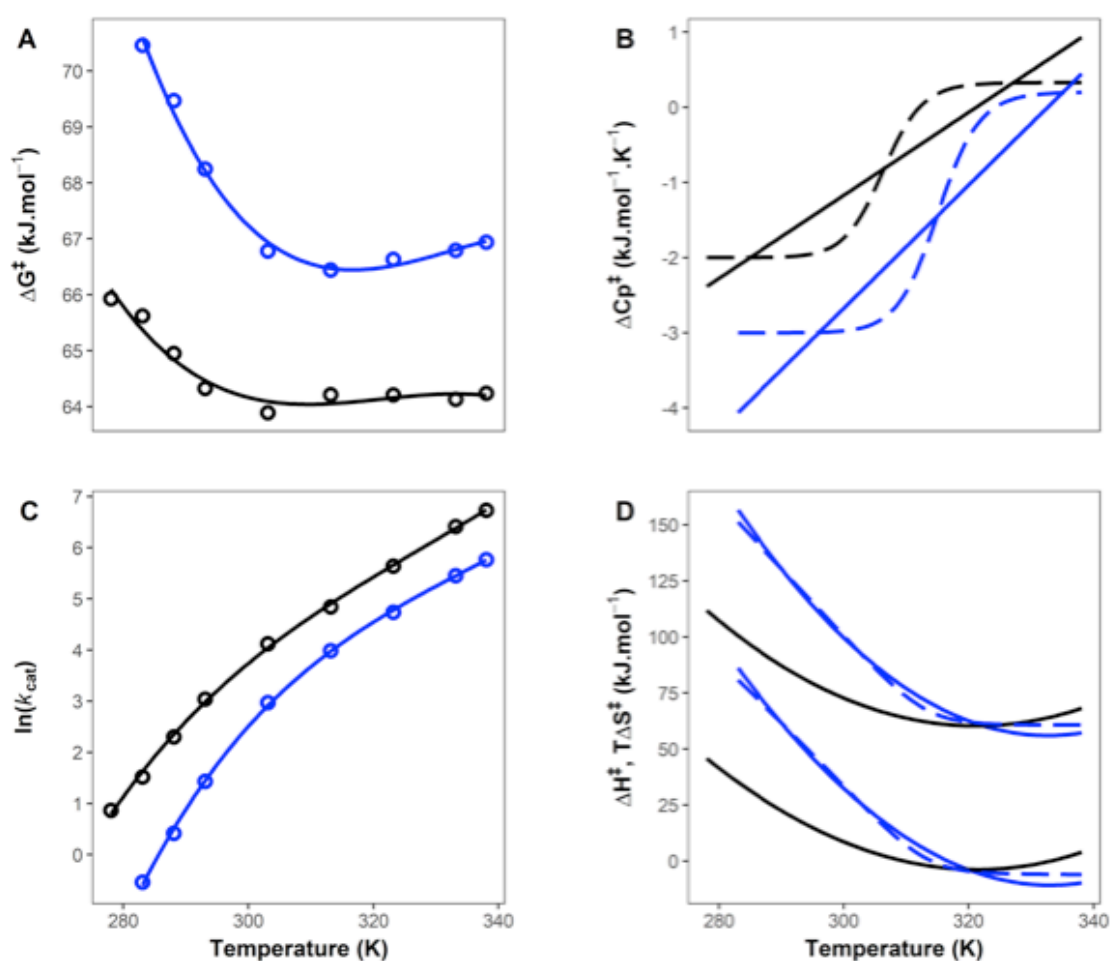 A
ΔG‡ (kJ.mol⁻¹)
70
69
68
67
66
65
64
B
ΔCp‡ (kJ.mol⁻¹.K⁻¹)
1
0
-1
-2
-3
-4
C
ln(kcat)
7
6
5
4
3
2
1
0
280 300 320 340
Temperature (K)
D
ΔH‡, TΔS‡ (kJ.mol⁻¹)
150
125
100
75
50
25
0
280 300 320 340
Temperature (K)